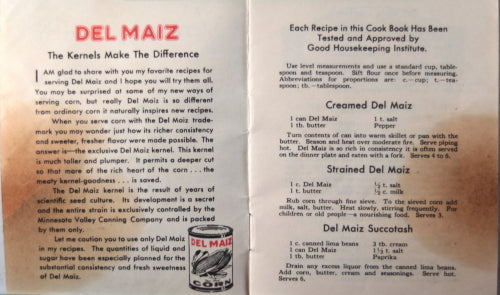 DEL MAIZ
The Kernels Make The Difference
I AM glad to share with you my favorite recipes for
serving Del Maiz and I hope you will try them all.
You may be surprised at some of my new ways of
serving corn, but really Del Maiz is so different
from ordinary corn it naturally inspires new recipes.
When you serve corn with the Del Maiz trade-
mark you may wonder just how its richer consistency
and sweeter, fresher flavor were made possible. The
answer is—the exclusive Del Maiz kernel. This kernel
is much taller and plumper. It permits a deeper cut
so that more of the rich heart of the corn . . . the
meaty kernel-goodness . . . is saved.
The Del Maiz kernel is the result of years of
scientific seed culture. Its development is a secret
and the entire strain is exclusively controlled by the
Minnesota Valley Canning Company and is packed
by them only.
Let me caution you to use only Del Maiz
in my recipes. The quantities of liquid and
sugar have been especially planned for the
substantial consistency and fresh sweetness
of Del Maiz.
DEL MAIZ
CORN
Each Recipe in this Cook Book Has Been
Tested and Approved by
Good Housekeeping Institute.
Use level measurements and use a standard cup, table-
spoon and teaspoon. Sift flour once before measuring.
Abbreviations for proportions are: c.—cup; t.—tea-
spoon; tb.—tablespoon.
Creamed Del Maiz
1 can Del Maiz 1 t. salt
1 tb. butter Pepper
Turn contents of can into warm skillet or pan with the
butter. Season and heat over moderate fire. Serve piping
hot. Del Maiz is so rich in consistency it is often served on
the dinner plate and eaten with a fork. Serves 4 to 6.
Strained Del Maiz
1 c. Del Maiz ½ t. salt
1 tb. butter ½ c. milk
Rub corn through fine sieve. To the sieved corn add
milk, salt, butter. Heat slowly, stirring frequently. For
children or old people—a nourishing food. Serves 3.
Del Maiz Succotash
1 c. canned lima beans 3 tb. cream
1 can Del Maiz 1½ t. salt
1 tb. butter Paprika
Drain any excess liquor from the canned lima beans.
Add corn, butter, cream and seasonings. Serve hot.
Serves 6.